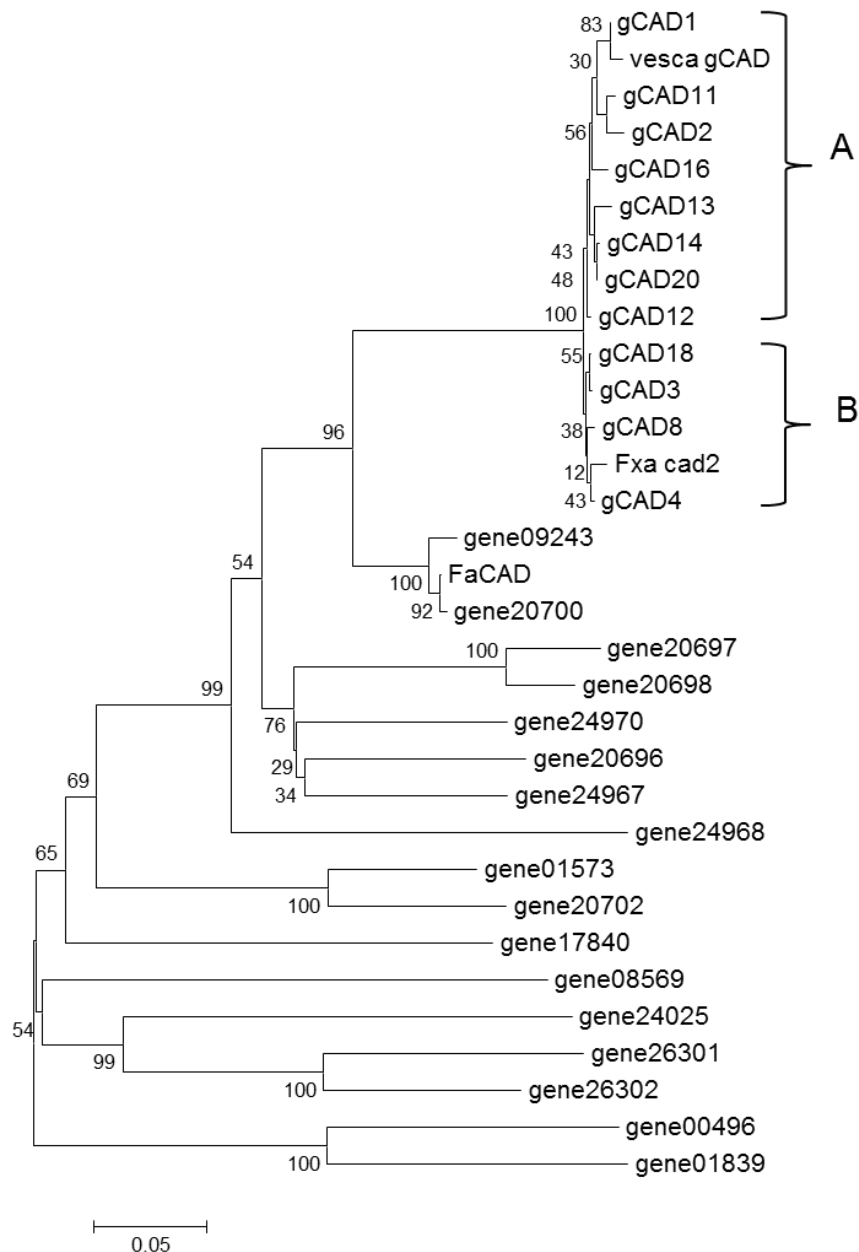 83 gCAD1
30 vesca gCAD
gCAD11
56 gCAD2
A
gCAD16
gCAD13
43 gCAD14
48 gCAD20
100 gCAD12
55 gCAD18
gCAD3
B
38 gCAD8
96
12 Fxa cad2
43 gCAD4
gene09243
54
100 FaCAD
92 gene20700
100 gene20697
99 gene20698
76 gene24970
29 gene20696
69
34 gene24967
gene24968
65
gene01573
100 gene20702
gene17840
gene08569
54 gene24025
99 gene26301
100 gene26302
gene00496
100 gene01839
0.05